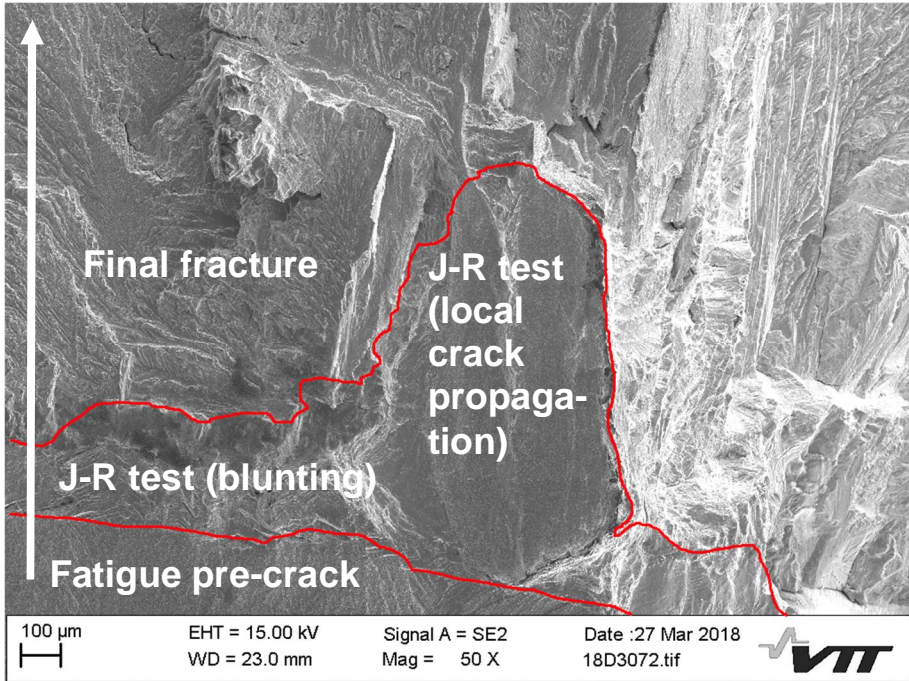 Final fracture
J-R test
(local
crack
propaga-
tion)
J-R test (blunting)
Fatigue pre-crack
100 µm
EHT = 15.00 kV
WD = 23.0 mm
Signal A = SE2
Mag = 50 X
Date :27 Mar 2018
18D3072.tif
VTT